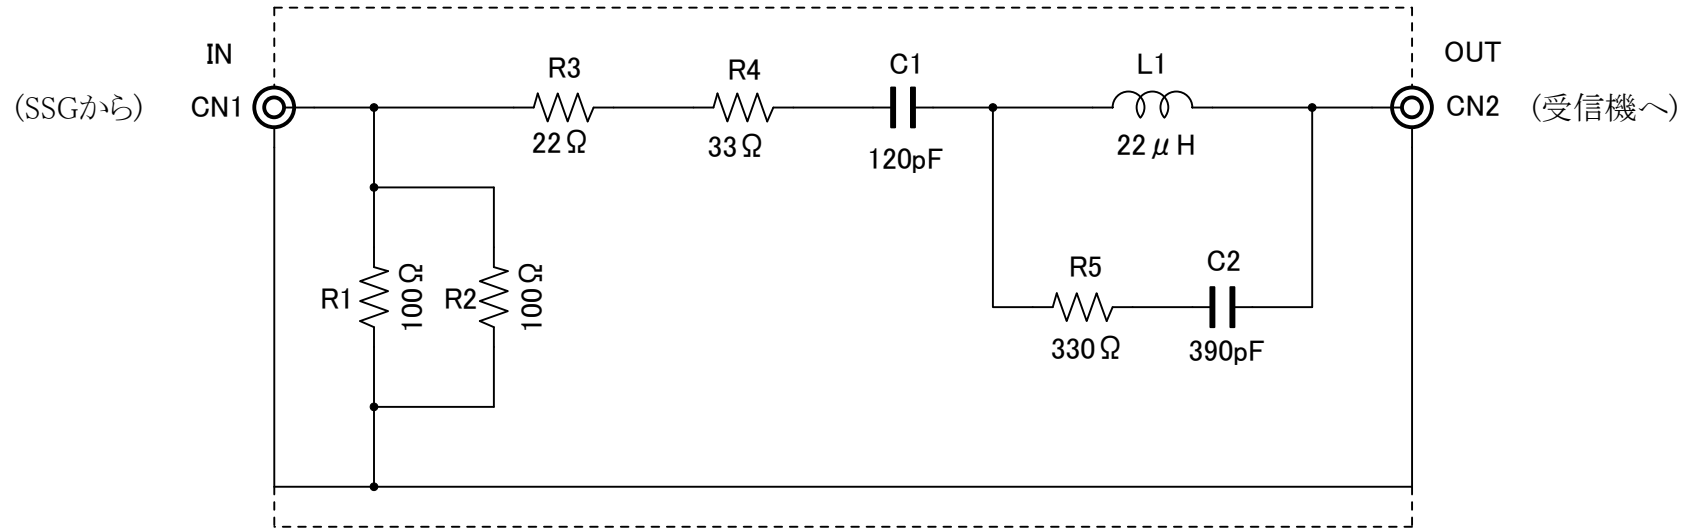 IN
(SSGから)
CN1
R3
22Ω
R4
33Ω
C1
120pF
L1
22μH
OUT
CN2
(受信機へ)
R1
100Ω
R2
100Ω
R5
330Ω
C2
390pF